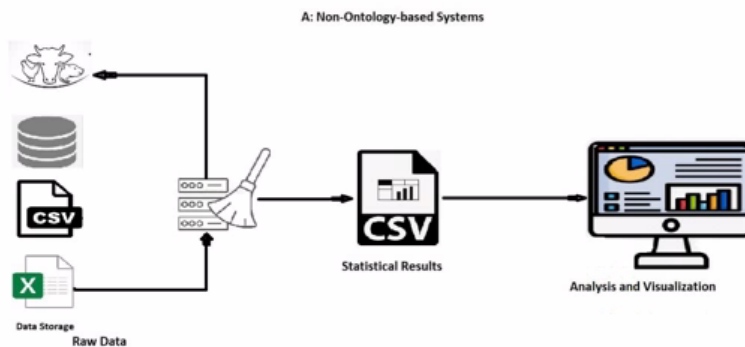 A: Non-Ontology-based Systems
CSV
X
Data Storage
Raw Data
CSV
Statistical Results
Analysis and Visualization